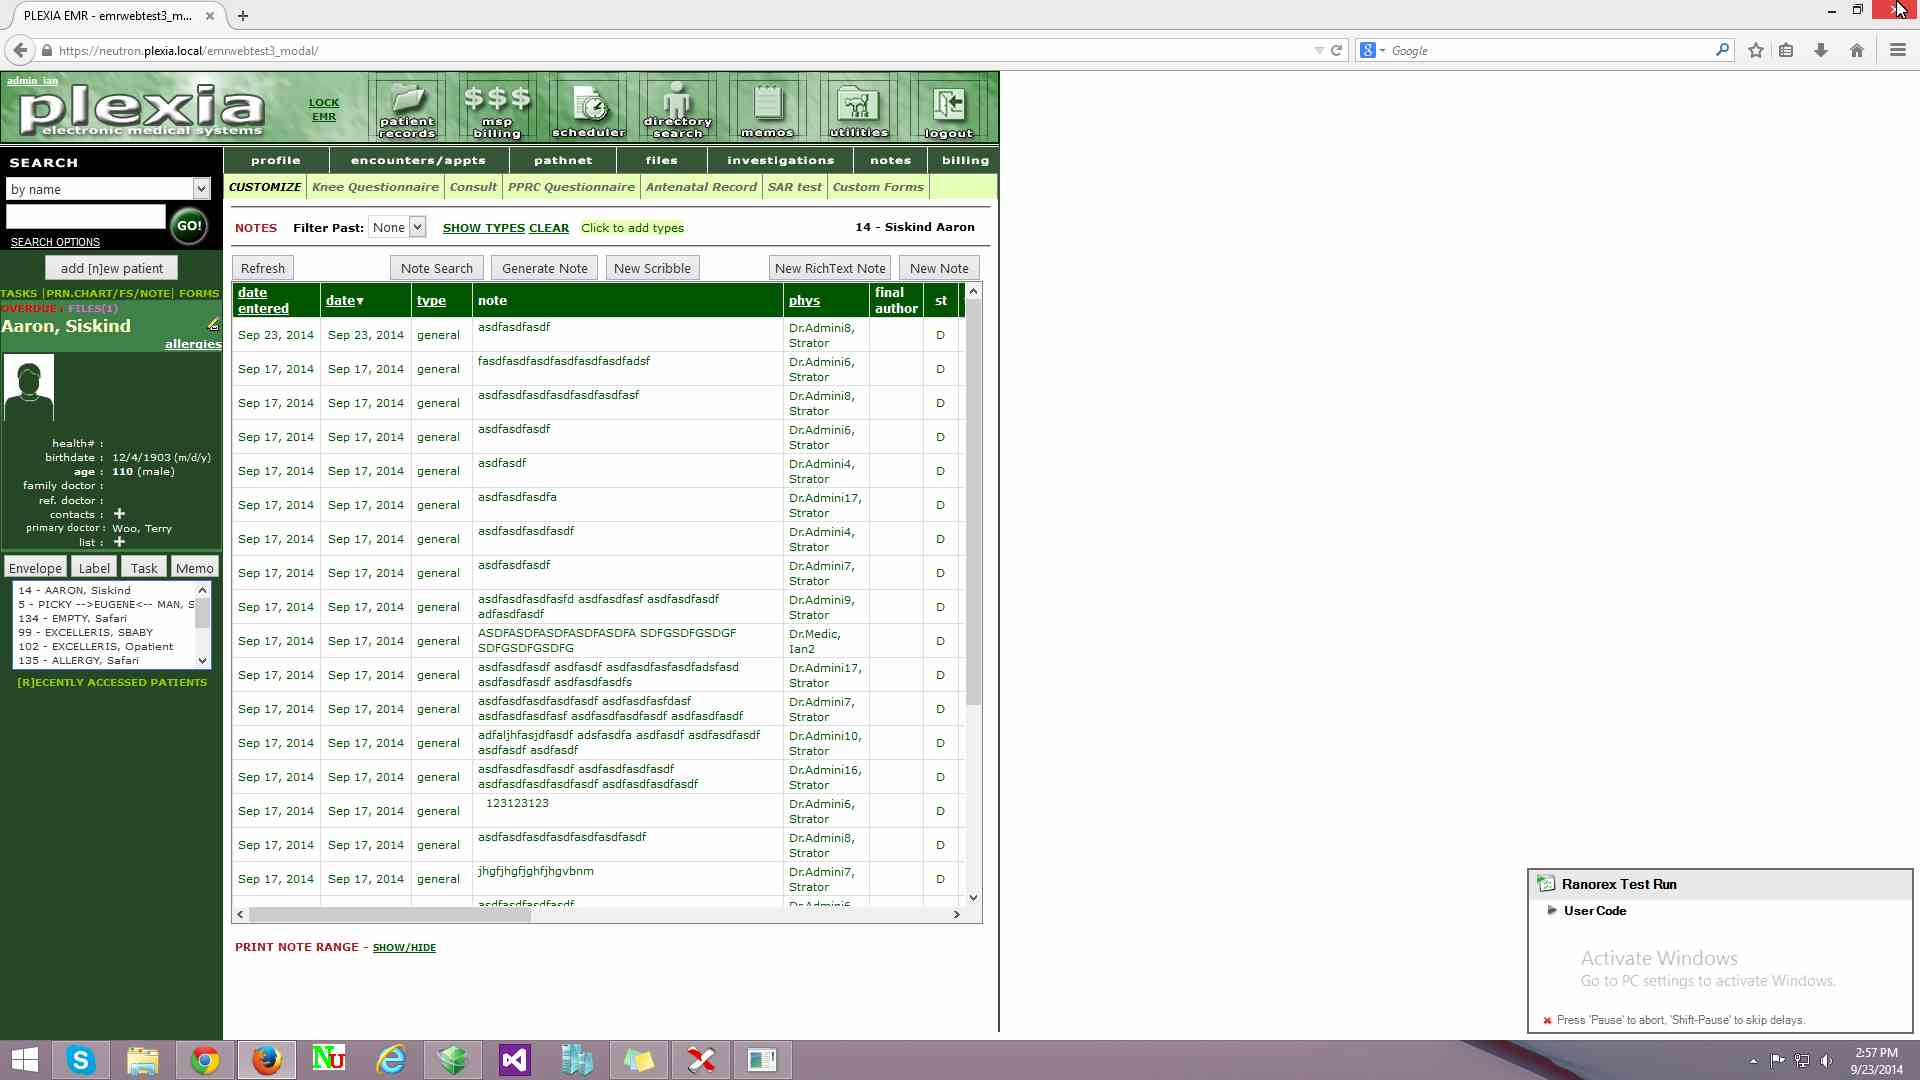 PLEXIA EMR - emrwebtest3_m...
https://neutron.plexia.local/emrwebtest3_modal/
Google
admin ian
plexia
electronic medical systems
LOCK EMR
patient records
msp billing
scheduler
directory search
memos
utilities
logout
SEARCH
by name
GO!
SEARCH OPTIONS
add [n]ew patient
TASKS |PRN.CHART/FS/NOTE| FORMS
OVERDUE: FILES(1)
Aaron, Siskind
allergies
health# :
birthdate : 12/4/1903 (m/d/y)
age : 110 (male)
family doctor :
ref. doctor :
contacts :
primary doctor : Woo, Terry
list :
Envelope Label Task Memo
14 - AARON, Siskind
5 - PICKY -->EUGENE<-- MAN, S
134 - EMPTY, Safari
99 - EXCELLERIS, SBABY
102 - EXCELLERIS, Opatient
135 - ALLERGY, Safari
[R]ECENTLY ACCESSED PATIENTS
profile encounters/appts pathnet files investigations notes billing
CUSTOMIZE Knee Questionnaire Consult PPRC Questionnaire Antenatal Record SAR test Custom Forms
NOTES Filter Past: None SHOW TYPES CLEAR Click to add types 14 - Siskind Aaron
Refresh Note Search Generate Note New Scribble New RichText Note New Note
date entered date▼ type note phys final author st
Sep 23, 2014 Sep 23, 2014 general asdfasdfasdf Dr.Admini8, Strator D
Sep 17, 2014 Sep 17, 2014 general fasdfasdfasdfasdfasdfasdfadsf Dr.Admini6, Strator D
Sep 17, 2014 Sep 17, 2014 general asdfasdfasdfasdfasdfasdfasf Dr.Admini8, Strator D
Sep 17, 2014 Sep 17, 2014 general asdfasdfasdf Dr.Admini6, Strator D
Sep 17, 2014 Sep 17, 2014 general asdfasdf Dr.Admini4, Strator D
Sep 17, 2014 Sep 17, 2014 general asdfasdfasdfa Dr.Admini17, Strator D
Sep 17, 2014 Sep 17, 2014 general asdfasdfasdfasdf Dr.Admini4, Strator D
Sep 17, 2014 Sep 17, 2014 general asdfasdfasdf Dr.Admini7, Strator D
Sep 17, 2014 Sep 17, 2014 general asdfasdfasdfasfd asdfasdfasf asdfasdfasdf adfasdfasdf Dr.Admini9, Strator D
Sep 17, 2014 Sep 17, 2014 general ASDFASDFASDFASDFASDFA SDFGSDFGSDGF SDFGSDFGSDFG Dr.Medic, Ian2 D
Sep 17, 2014 Sep 17, 2014 general asdfasdfasdf asdfasdf asdfasdfasfasdfadsfasd asdfasdfasdf asdfasdfasdfs Dr.Admini17, Strator D
Sep 17, 2014 Sep 17, 2014 general asdfasdfasdfasdfasdf asdfasdfasfdasf asdfasdfasdfasf asdfasdfasdfasdf asdfasdfasdf Dr.Admini7, Strator D
Sep 17, 2014 Sep 17, 2014 general adfaljhfasjdfasdf adsfasdfa asdfasdf asdfasdfasdf asdfasdf asdfasdf Dr.Admini10, Strator D
Sep 17, 2014 Sep 17, 2014 general asdfasdfasdfasdf asdfasdfasdfasdf asdfasdfasdfasdfasdf asdfasdfasdfasdf Dr.Admini16, Strator D
Sep 17, 2014 Sep 17, 2014 general 123123123 Dr.Admini6, Strator D
Sep 17, 2014 Sep 17, 2014 general asdfasdfasdfasdfasdfasdfasdf Dr.Admini8, Strator D
Sep 17, 2014 Sep 17, 2014 general jhgfjhgfjghfjhgvbnm Dr.Admini7, Strator D
PRINT NOTE RANGE - SHOW/HIDE
Ranorex Test Run
User Code
Activate Windows
Go to PC settings to activate Windows.
Press 'Pause' to abort, 'Shift-Pause' to skip delays.
2:57 PM
9/23/2014